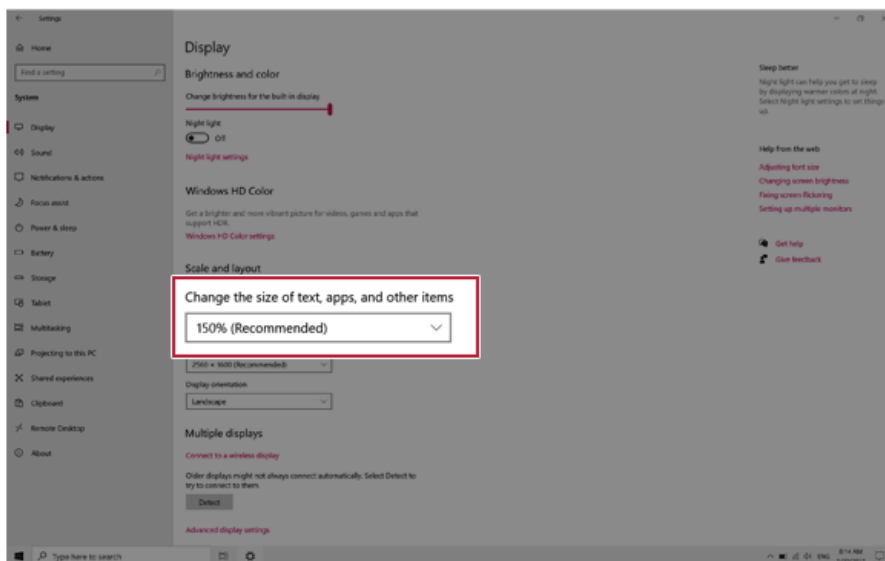 Settings
Home
Find a setting
System
Display
Sound
Notifications & actions
Focus assist
Power & sleep
Battery
Storage
Tablet
Multitasking
Projecting to this PC
Shared experiences
Clipboard
Remote Desktop
About
Display
Brightness and color
Change brightness for the built-in display
Night light
Off
Night light settings
Windows HD Color
Get a brighter and more vibrant picture for videos, games and apps that
support HDR.
Windows HD Color settings
Scale and layout
Change the size of text, apps, and other items
150% (Recommended)
2560 × 1600 (Recommended)
Display orientation
Landscape
Multiple displays
Connect to a wireless display
Older displays might not always connect automatically. Select Detect to
try to connect to them.
Detect
Advanced display settings
Sleep better
Night light can help you get to sleep
by displaying warmer colors at night.
Select Night light settings to set things
up.
Help from the web
Adjusting font size
Changing screen brightness
Fixing screen flickering
Setting up multiple monitors
Get help
Give feedback
Type here to search
ENG
8:14 AM